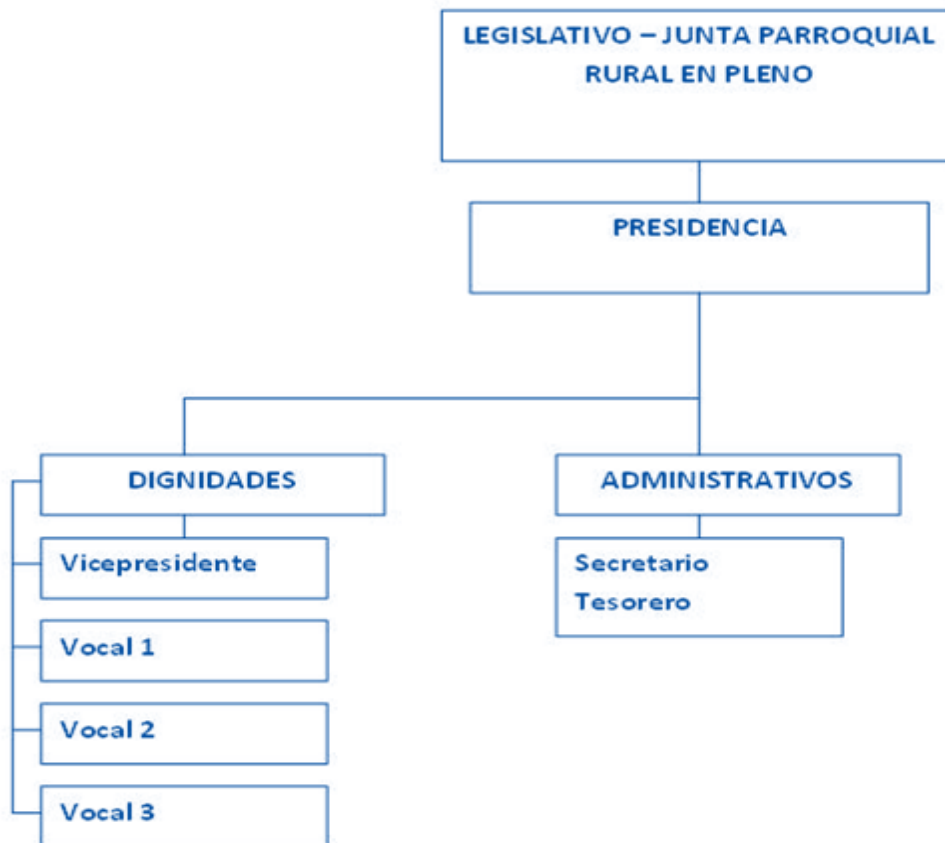 LEGISLATIVO – JUNTA PARROQUIAL
RURAL EN PLENO
PRESIDENCIA
DIGNIDADES
ADMINISTRATIVOS
Vicepresidente
Vocal 1
Vocal 2
Vocal 3
Secretario
Tesorero